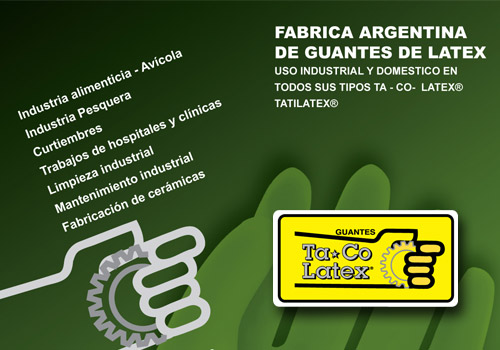 FABRICA ARGENTINA
DE GUANTES DE LATEX
USO INDUSTRIAL Y DOMESTICO EN
TODOS SUS TIPOS TA - CO- LATEX®
TATILATEX®
Industria alimenticia - Avícola
Industria Pesquera
Curtiembres
Trabajos de hospitales y clínicas
Limpieza industrial
Mantenimiento industrial
Fabricación de cerámicas
GUANTES
Ta★Co
Latex®